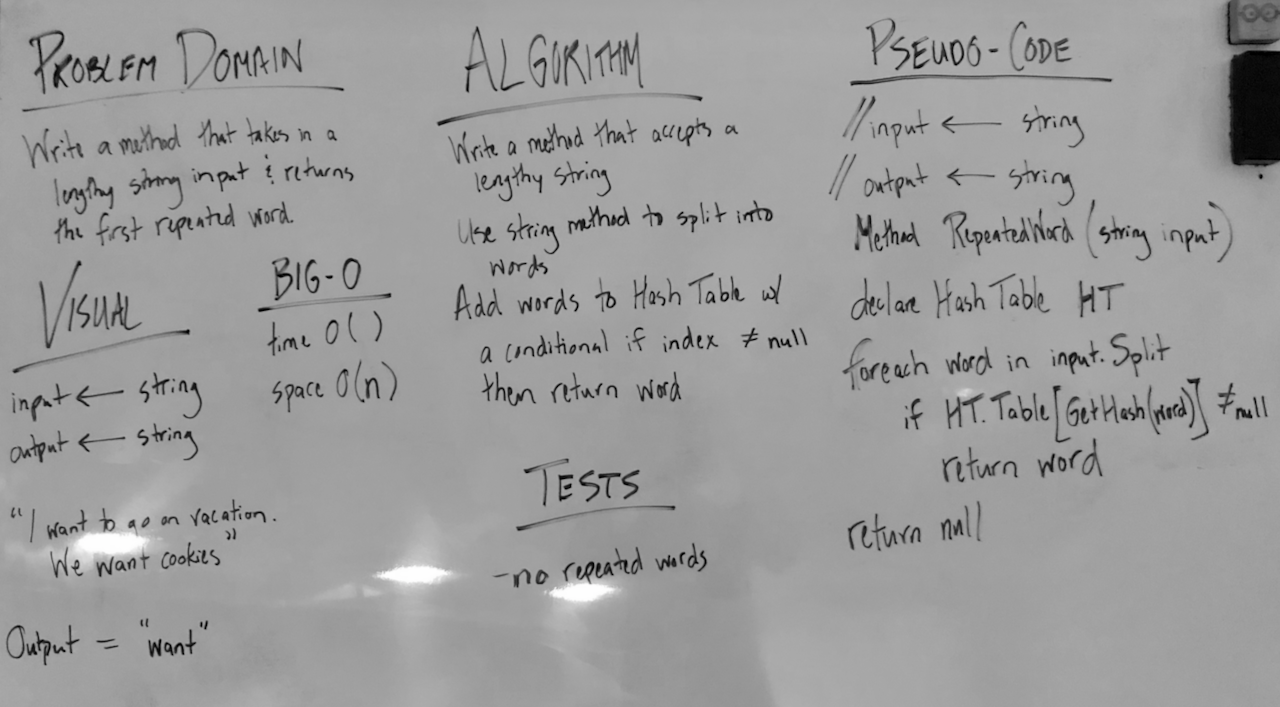 PROBLEM DOMAIN
Write a method that takes in a
lengthy string input & returns
the first repeated word.
VISUAL
input ← string
output ← string
"I want to go on vacation.
We want cookies"
Output = "want"
BIG-O
time O( )
space O(n)
ALGORITHM
Write a method that accepts a
lengthy string
Use string method to split into
words
Add words to Hash Table w/
a conditional if index ≠ null
then return word
TESTS
-no repeated words
PSEUDO-CODE
//input ← string
// output ← string
Method RepeatedWord (string input)
declare Hash Table HT
foreach word in input.Split
if HT.Table[GetHash(word)] ≠ null
return word
return null